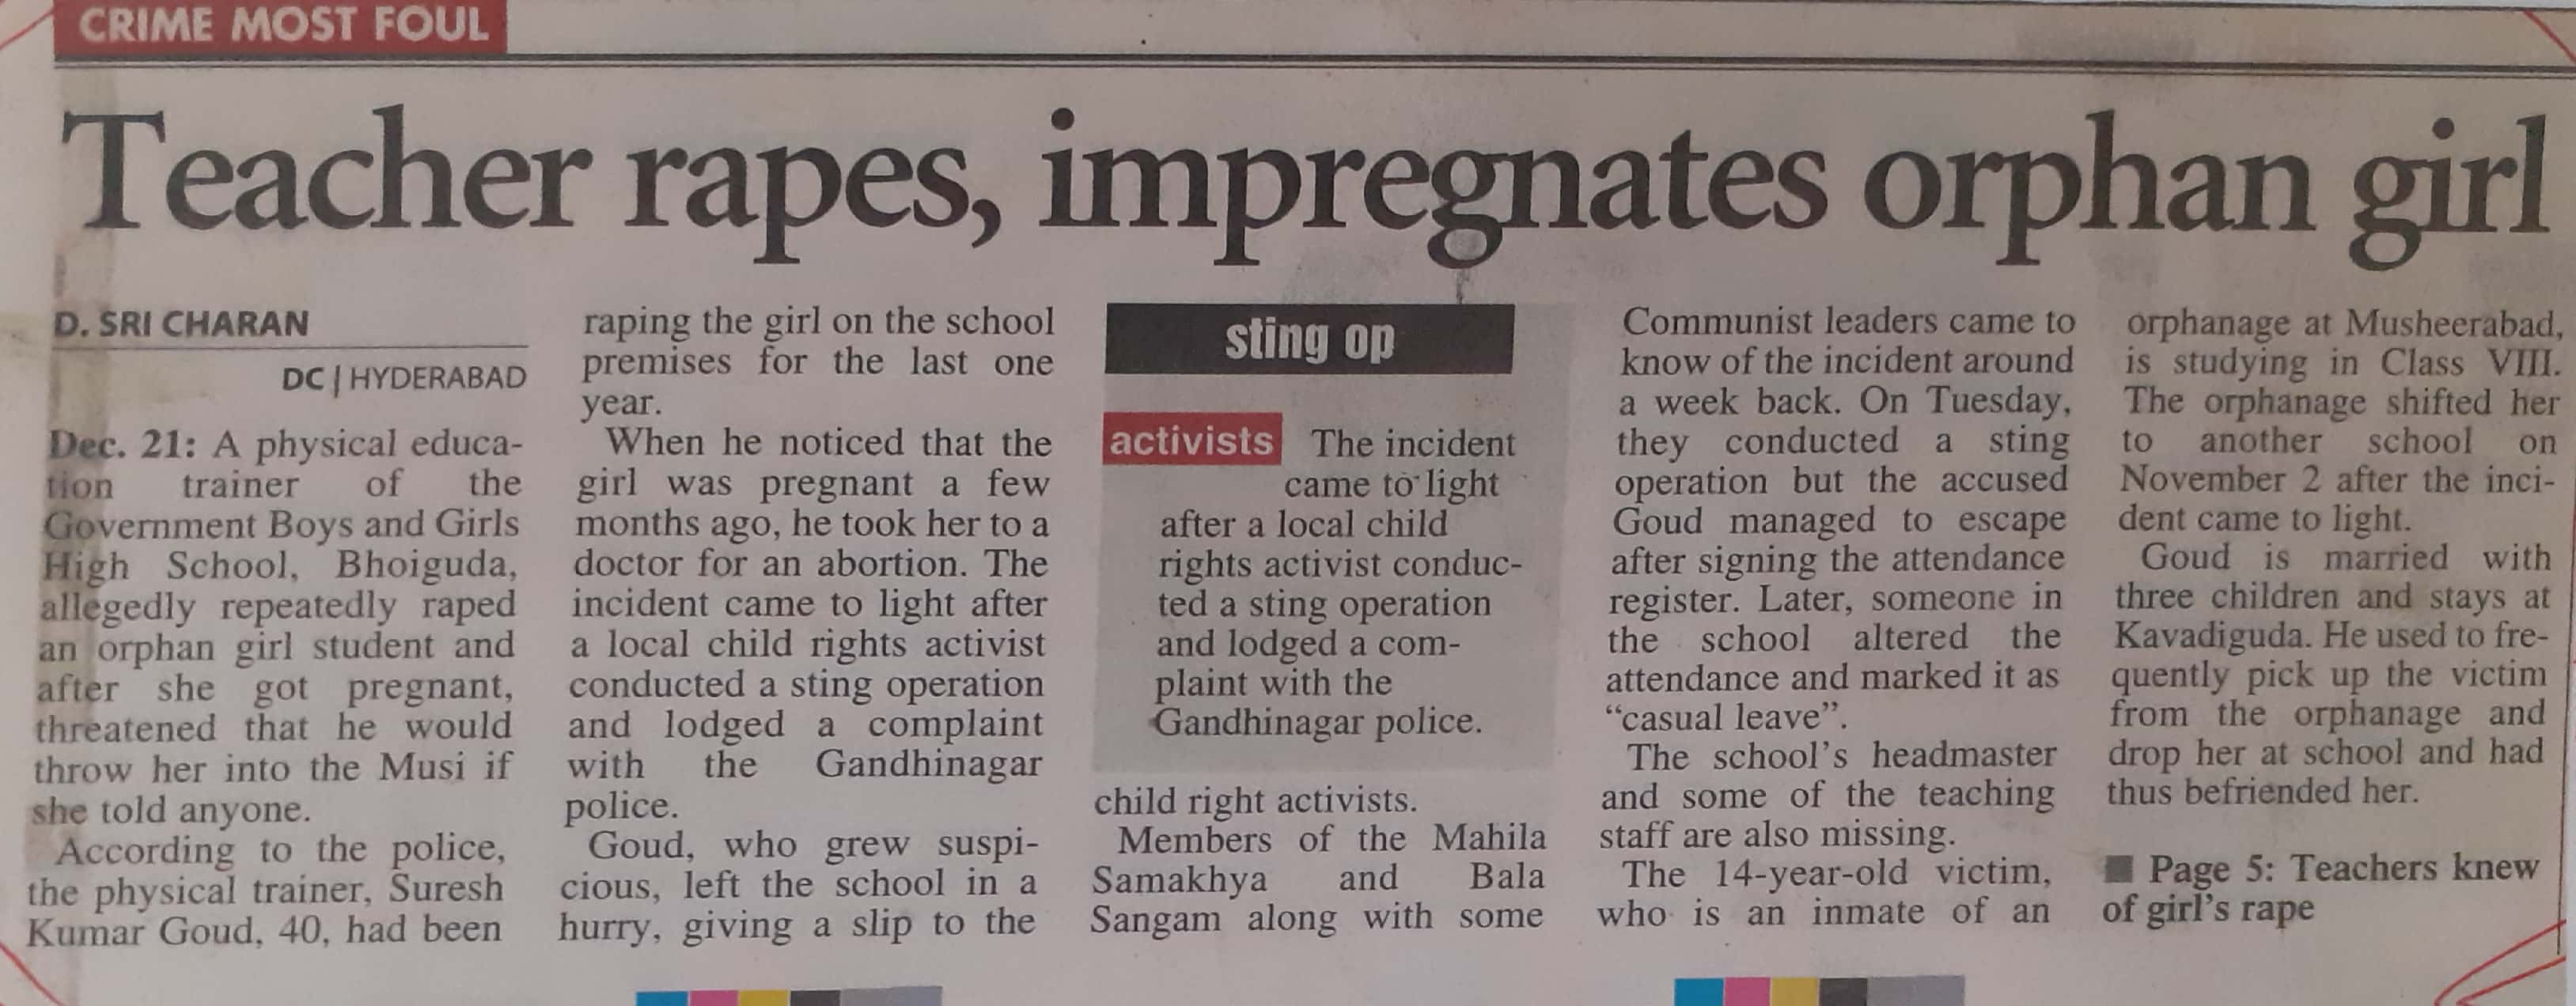 CRIME MOST FOUL
Teacher rapes, impregnates orphan girl
D. SRI CHARAN
DC | HYDERABAD
Dec. 21: A physical educa-
tion trainer of the
Government Boys and Girls
High School, Bhoiguda,
allegedly repeatedly raped
an orphan girl student and
after she got pregnant,
threatened that he would
throw her into the Musi if
she told anyone.
According to the police,
the physical trainer, Suresh
Kumar Goud, 40, had been
raping the girl on the school
premises for the last one
year.
When he noticed that the
girl was pregnant a few
months ago, he took her to a
doctor for an abortion. The
incident came to light after
a local child rights activist
conducted a sting operation
and lodged a complaint
with the Gandhinagar
police.
Goud, who grew suspi-
cious, left the school in a
hurry, giving a slip to the
sting op
activists The incident
came to light
after a local child
rights activist conduc-
ted a sting operation
and lodged a com-
plaint with the
Gandhinagar police.
child right activists.
Members of the Mahila
Samakhya and Bala
Sangam along with some
Communist leaders came to
know of the incident around
a week back. On Tuesday,
they conducted a sting
operation but the accused
Goud managed to escape
after signing the attendance
register. Later, someone in
the school altered the
attendance and marked it as
“casual leave”.
The school’s headmaster
and some of the teaching
staff are also missing.
The 14-year-old victim,
who is an inmate of an
orphanage at Musheerabad,
is studying in Class VIII.
The orphanage shifted her
to another school on
November 2 after the inci-
dent came to light.
Goud is married with
three children and stays at
Kavadiguda. He used to fre-
quently pick up the victim
from the orphanage and
drop her at school and had
thus befriended her.
■ Page 5: Teachers knew
of girl’s rape